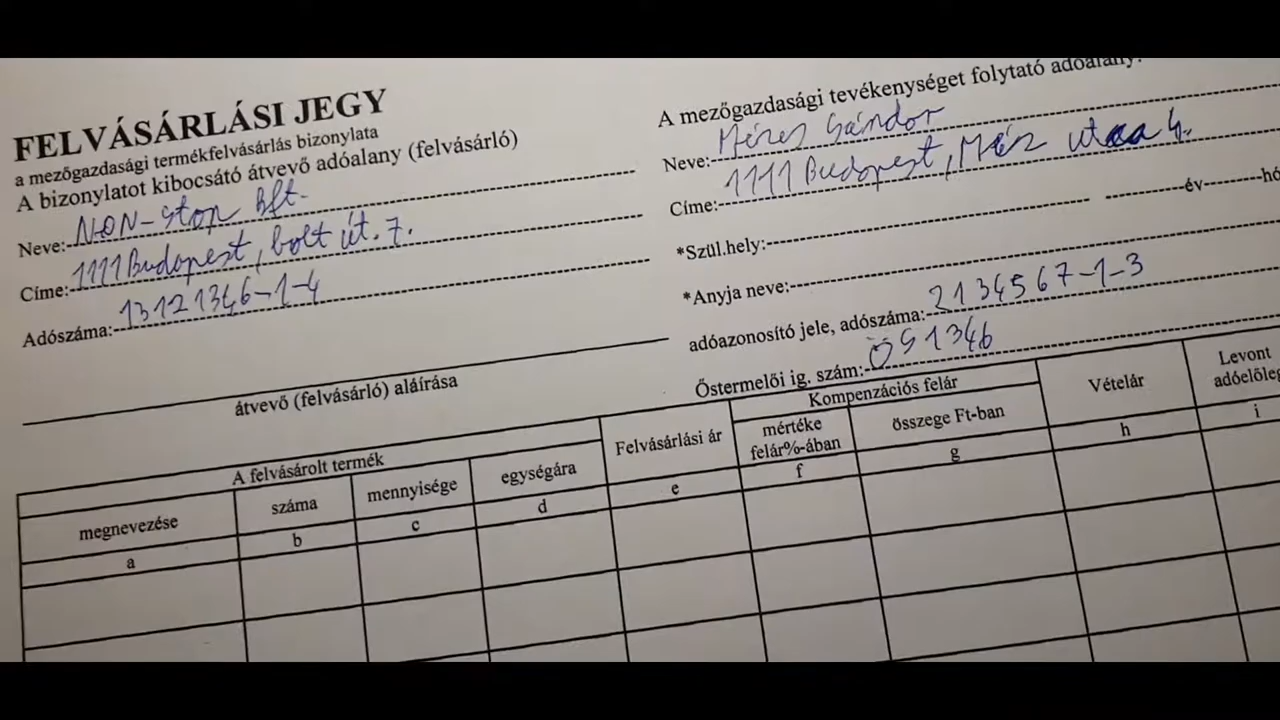 FELVÁSÁRLÁSI JEGY
a mezőgazdasági termékfelvásárlás bizonylata
A bizonylatot kibocsátó átvevő adóalany (felvásárló)
Neve: NON-stop kft.
Címe: 1111 Budapest, bolt út. 7.
Adószáma: 13121346-1-4
átvevő (felvásárló) aláírása
A mezőgazdasági tevékenységet folytató adóalany:
Neve: Mézes Sándor
Címe: 1111 Budapest, Méz utca 4.
*Szül.hely: év hó
*Anyja neve:
adóazonosító jele, adószáma: 2134567-1-3
Őstermelői ig. szám: ÖS1346
A felvásárolt termék
Felvásárlási ár
Kompenzációs felár
Vételár
Levont adóelőleg
megnevezése
száma
mennyisége
egységára
mértéke felár%-ában
összege Ft-ban
a b c d e f g h i